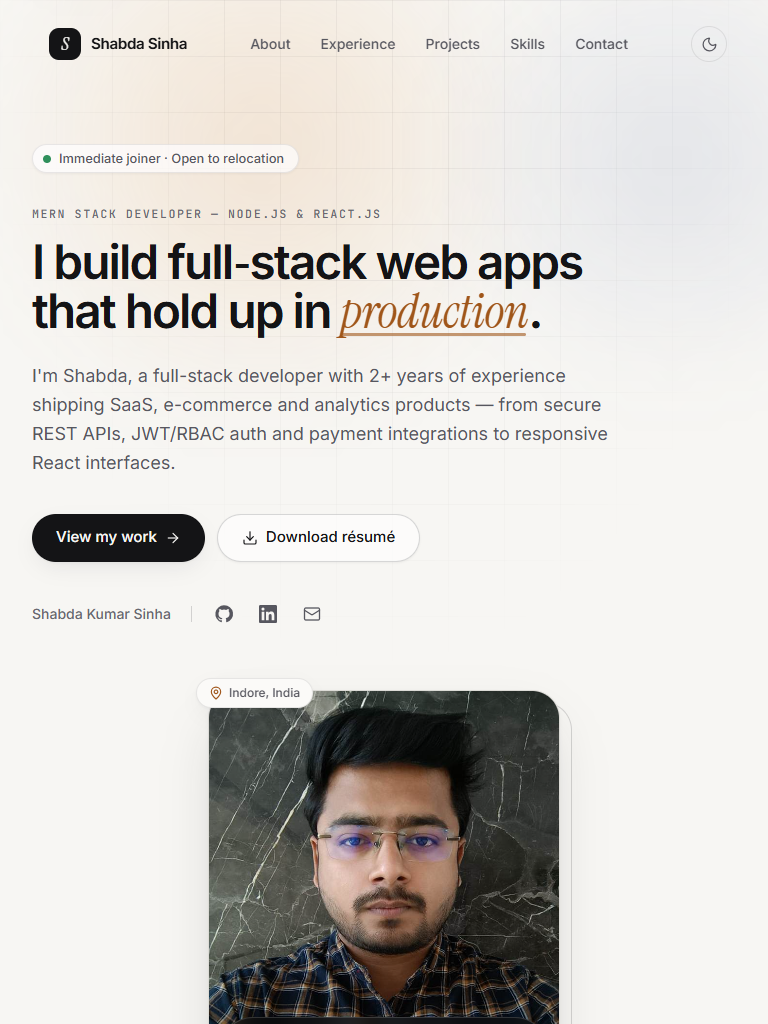 S Shabda Sinha About Experience Projects Skills Contact
Immediate joiner · Open to relocation
MERN STACK DEVELOPER — NODE.JS & REACT.JS
I build full-stack web apps
that hold up in production.
I'm Shabda, a full-stack developer with 2+ years of experience
shipping SaaS, e-commerce and analytics products — from secure
REST APIs, JWT/RBAC auth and payment integrations to responsive
React interfaces.
View my work → Download résumé
Shabda Kumar Sinha in
Indore, India